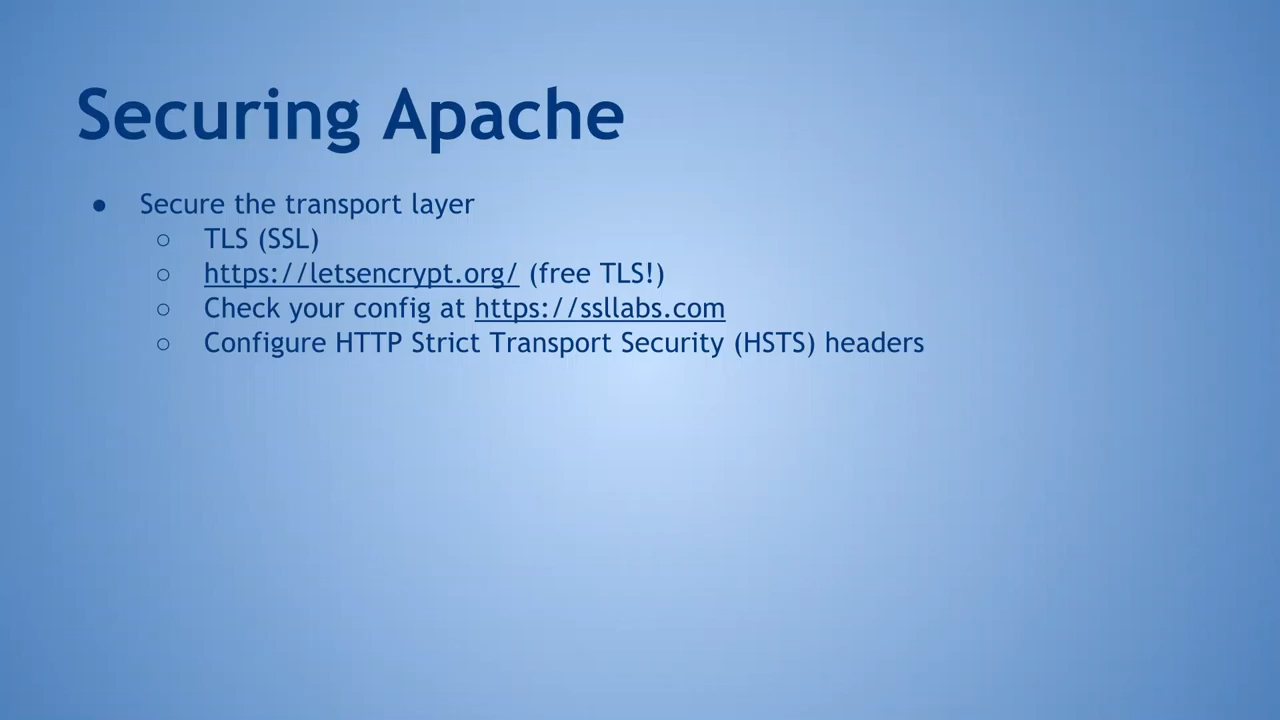 Securing Apache
● Secure the transport layer
○ TLS (SSL)
○ https://letsencrypt.org/ (free TLS!)
○ Check your config at https://ssllabs.com
○ Configure HTTP Strict Transport Security (HSTS) headers